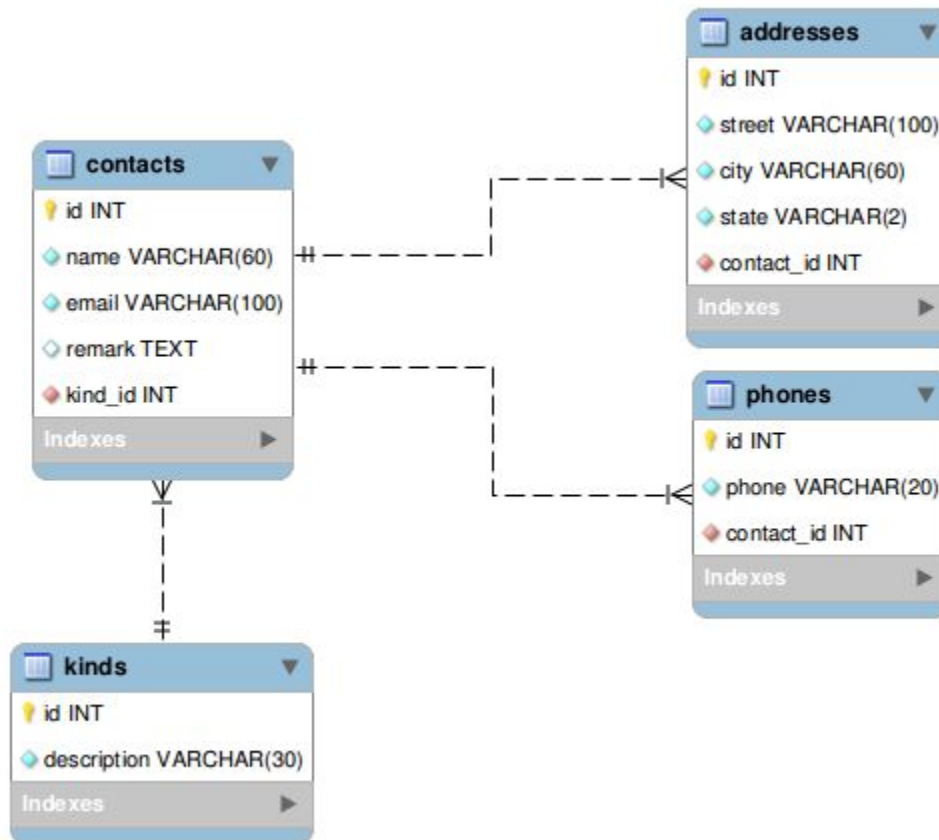 contacts
id INT
name VARCHAR(60)
email VARCHAR(100)
remark TEXT
kind_id INT
Indexes
addresses
id INT
street VARCHAR(100)
city VARCHAR(60)
state VARCHAR(2)
contact_id INT
Indexes
phones
id INT
phone VARCHAR(20)
contact_id INT
Indexes
kinds
id INT
description VARCHAR(30)
Indexes